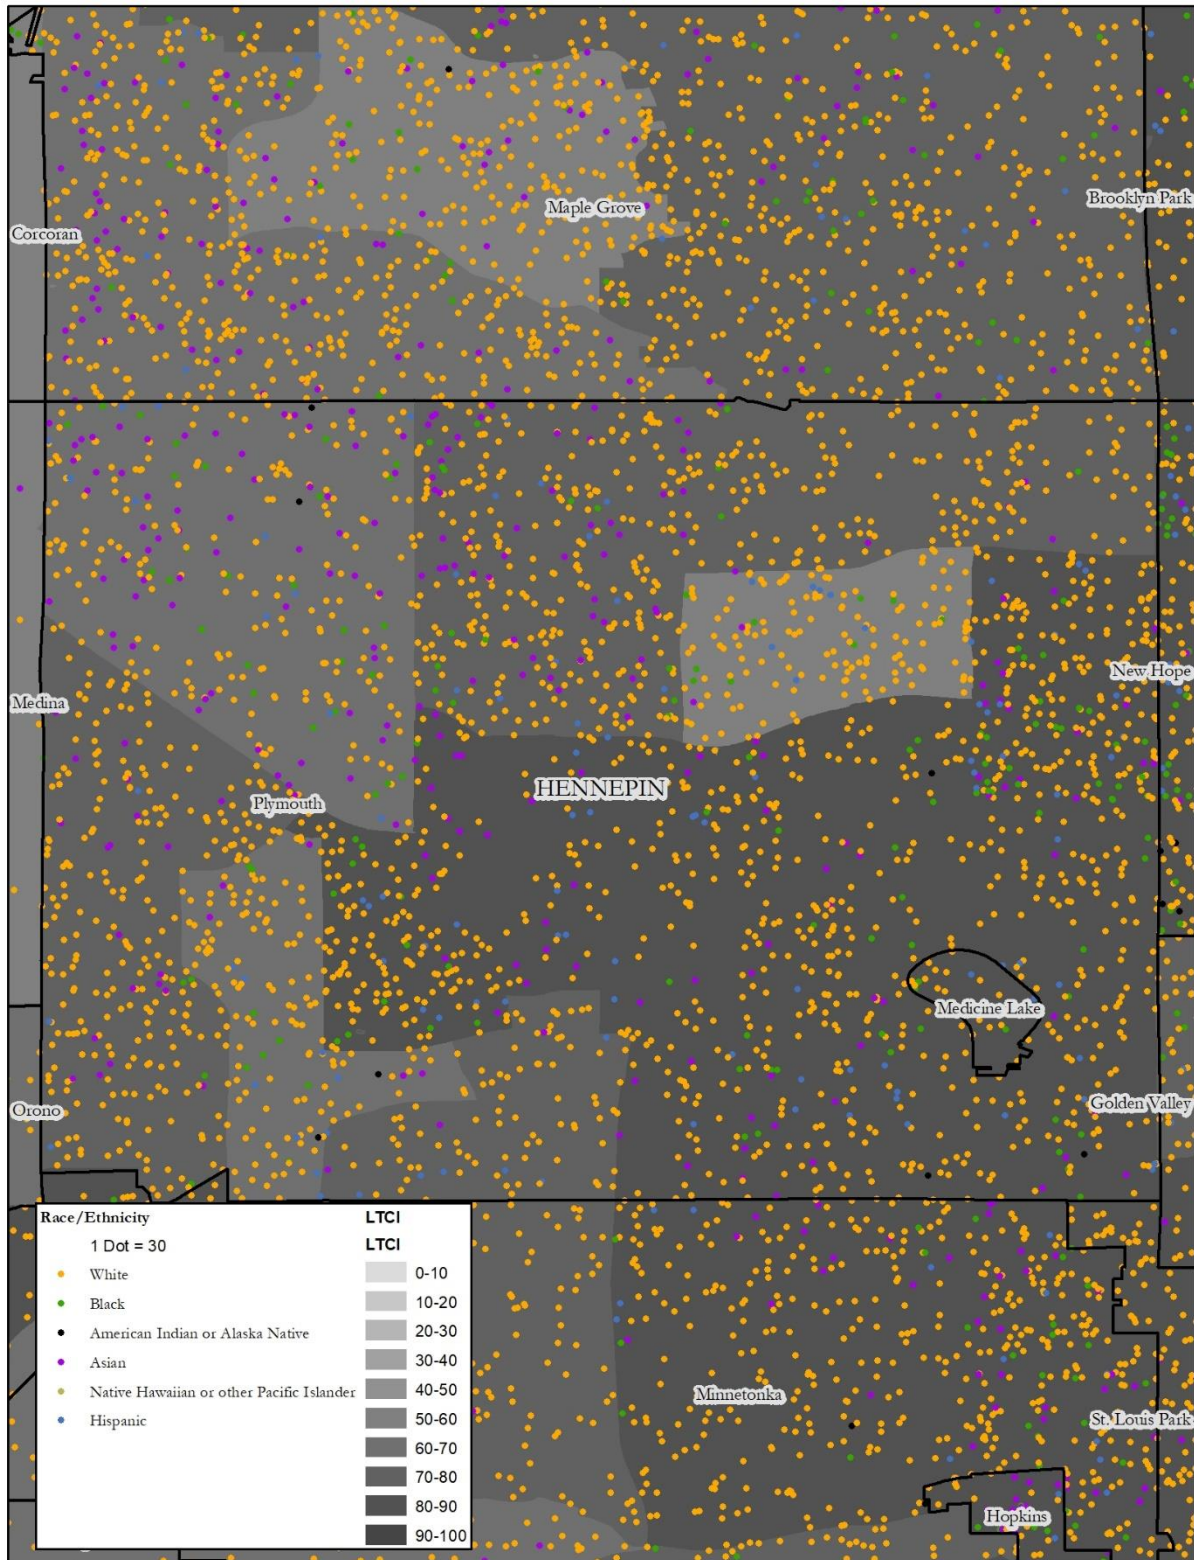 Maple Grove
Brooklyn Park
Corcoran
New Hope
Medina
HENNEPIN
Plymouth
Medicine Lake
Orono
Golden Valley
Minnetonka
St. Louis Park
Hopkins
Race/Ethnicity
1 Dot = 30
White
Black
American Indian or Alaska Native
Asian
Native Hawaiian or other Pacific Islander
Hispanic
LTCI
LTCI
0-10
10-20
20-30
30-40
40-50
50-60
60-70
70-80
80-90
90-100